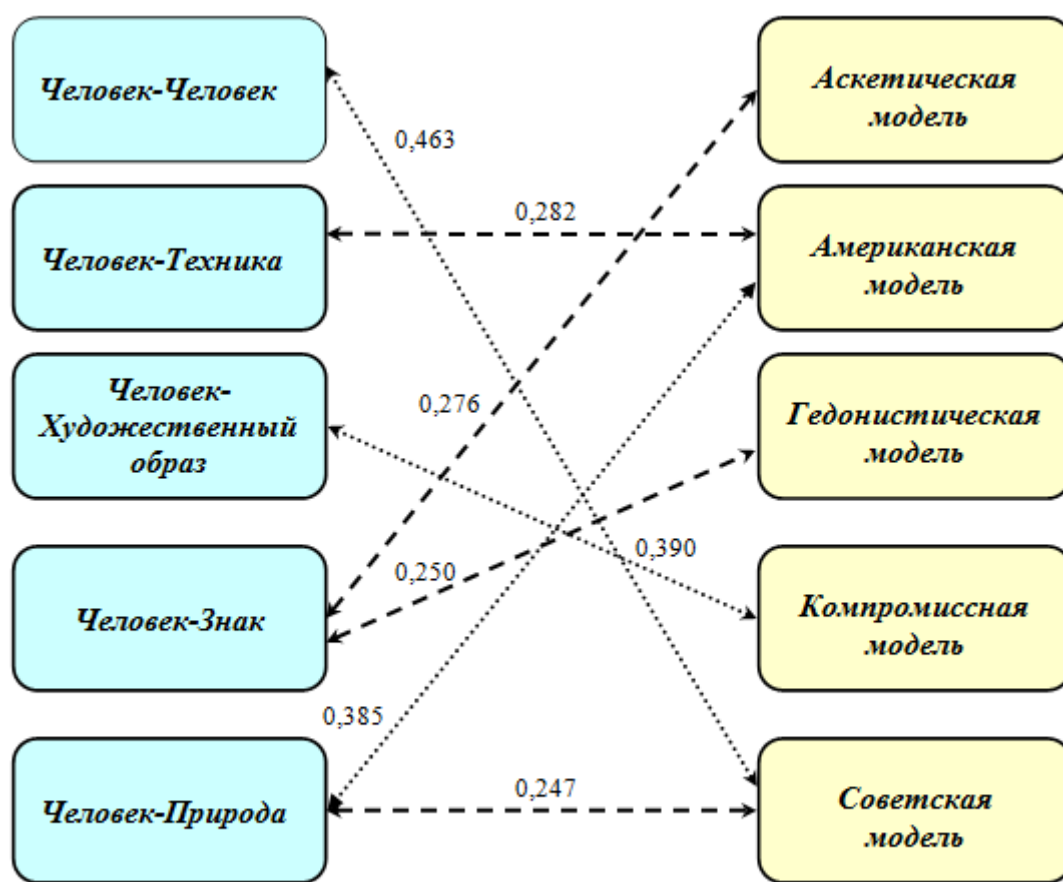 Человек-Человек
Аскетическая
модель
0,463
0,282
Человек-Техника
Американская
модель
Человек-
Художественный
образ
0,276
Гедонистическая
модель
0,250
0,390
Человек-Знак
Компромиссная
модель
0,385
0,247
Человек-Природа
Советская
модель